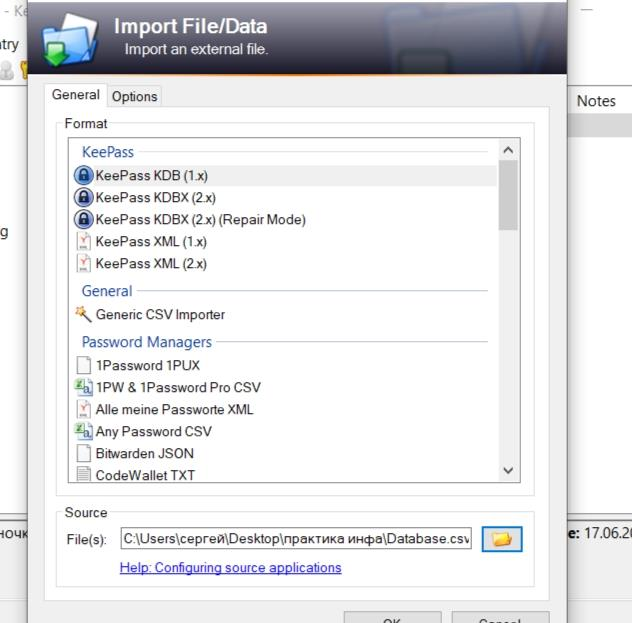 - Ke
Import File/Data
Import an external file.
try
General
Options
Notes
Format
KeePass
KeePass KDB (1.x)
KeePass KDBX (2.x)
KeePass KDBX (2.x) (Repair Mode)
g
KeePass XML (1.x)
KeePass XML (2.x)
General
Generic CSV Importer
Password Managers
1Password 1PUX
1PW & 1Password Pro CSV
Alle meine Passworte XML
Any Password CSV
Bitwarden JSON
CodeWallet TXT
Source
ночк
File(s):
C:\Users\сергей\Desktop\практика инфа\Database.csv
e: 17.06.20
Help: Configuring source applications
OK
Cancel